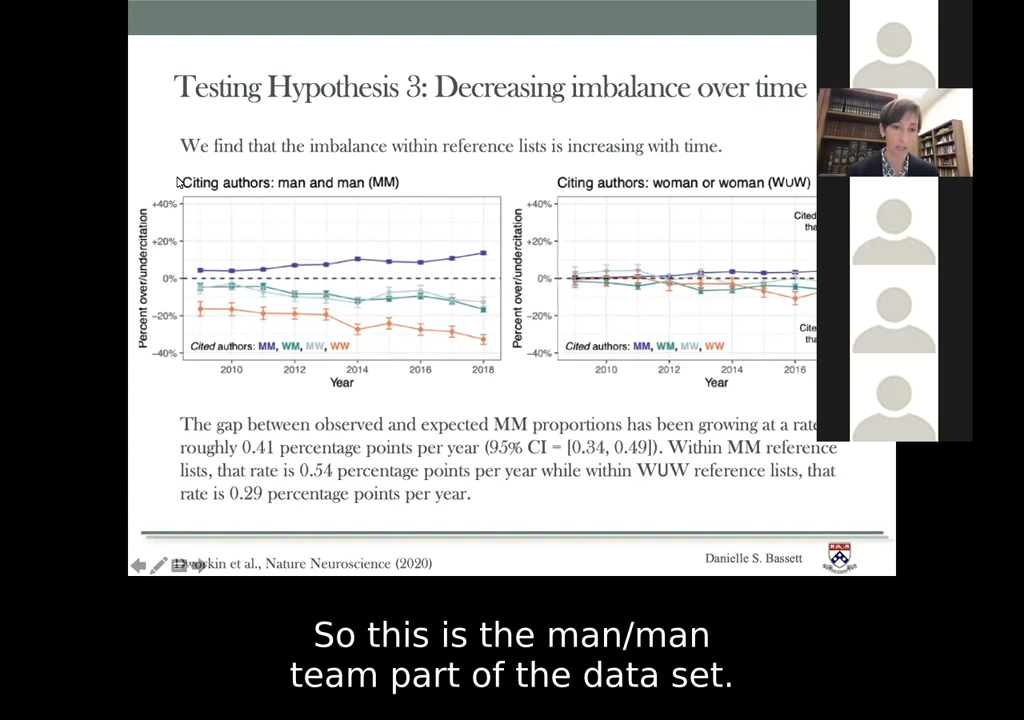 Testing Hypothesis 3: Decreasing imbalance over time
We find that the imbalance within reference lists is increasing with time.
Citing authors: man and man (MM)
Percent over/undercitation
+40%
+20%
0%
−20%
−40%
Cited authors: MM, WM, MW, WW
2010 2012 2014 2016 2018
Year
Citing authors: woman or woman (W∪W)
Percent over/undercitation
+40%
+20%
0%
−20%
−40%
Cited
Cited authors: MM, WM, MW, WW
2010 2012 2014 2016
Year
The gap between observed and expected MM proportions has been growing at a rate
roughly 0.41 percentage points per year (95% CI = [0.34, 0.49]). Within MM reference
lists, that rate is 0.54 percentage points per year while within W∪W reference lists, that
rate is 0.29 percentage points per year.
Dworkin et al., Nature Neuroscience (2020)
Danielle S. Bassett
So this is the man/man
team part of the data set.